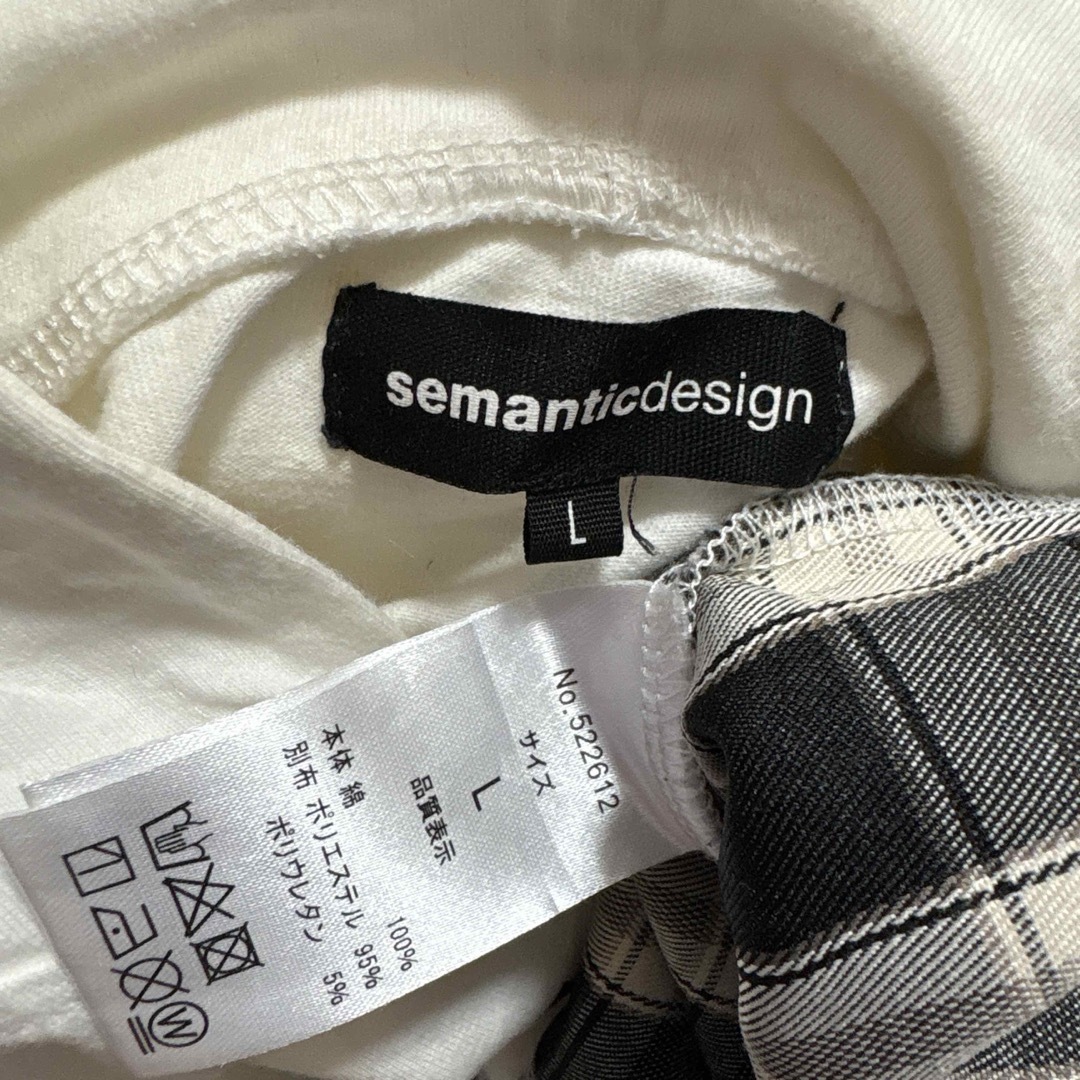 semanticdesign
L
No.522612
サイズ
L
品質表示
本体 綿 100%
別布 ポリエステル 95%
ポリウレタン 5%
W